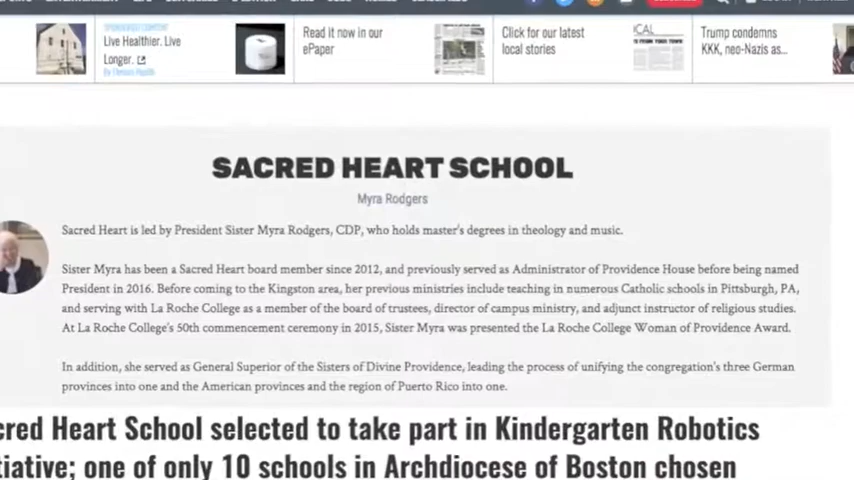 Live Healthier. Live
Longer.
By Harvard Health
Read it now in our
ePaper
Click for our latest
local stories
Trump condemns
KKK, neo-Nazis as...
SACRED HEART SCHOOL
Myra Rodgers
Sacred Heart is led by President Sister Myra Rodgers, CDP, who holds master's degrees in theology and music.
Sister Myra has been a Sacred Heart board member since 2012, and previously served as Administrator of Providence House before being named
President in 2016. Before coming to the Kingston area, her previous ministries include teaching in numerous Catholic schools in Pittsburgh, PA,
and serving with La Roche College as a member of the board of trustees, director of campus ministry, and adjunct instructor of religious studies.
At La Roche College's 50th commencement ceremony in 2015, Sister Myra was presented the La Roche College Woman of Providence Award.
In addition, she served as General Superior of the Sisters of Divine Providence, leading the process of unifying the congregation's three German
provinces into one and the American provinces and the region of Puerto Rico into one.
cred Heart School selected to take part in Kindergarten Robotics
tiative; one of only 10 schools in Archdiocese of Boston chosen